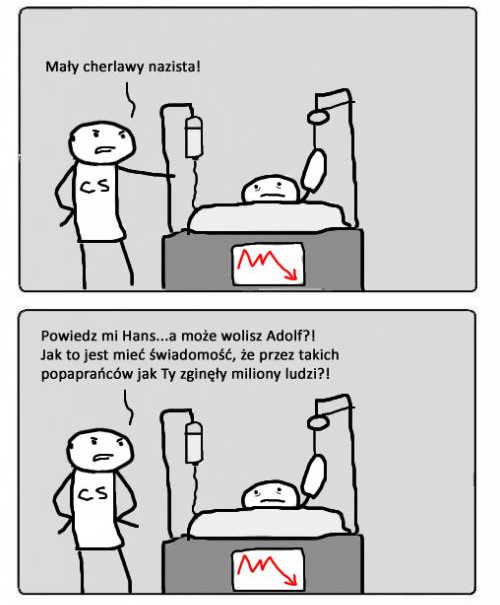 Mały cherlawy nazista!
CS
Powiedz mi Hans...a może wolisz Adolf?!
Jak to jest mieć świadomość, że przez takich
popaprańców jak Ty zginęły miliony ludzi?!
CS